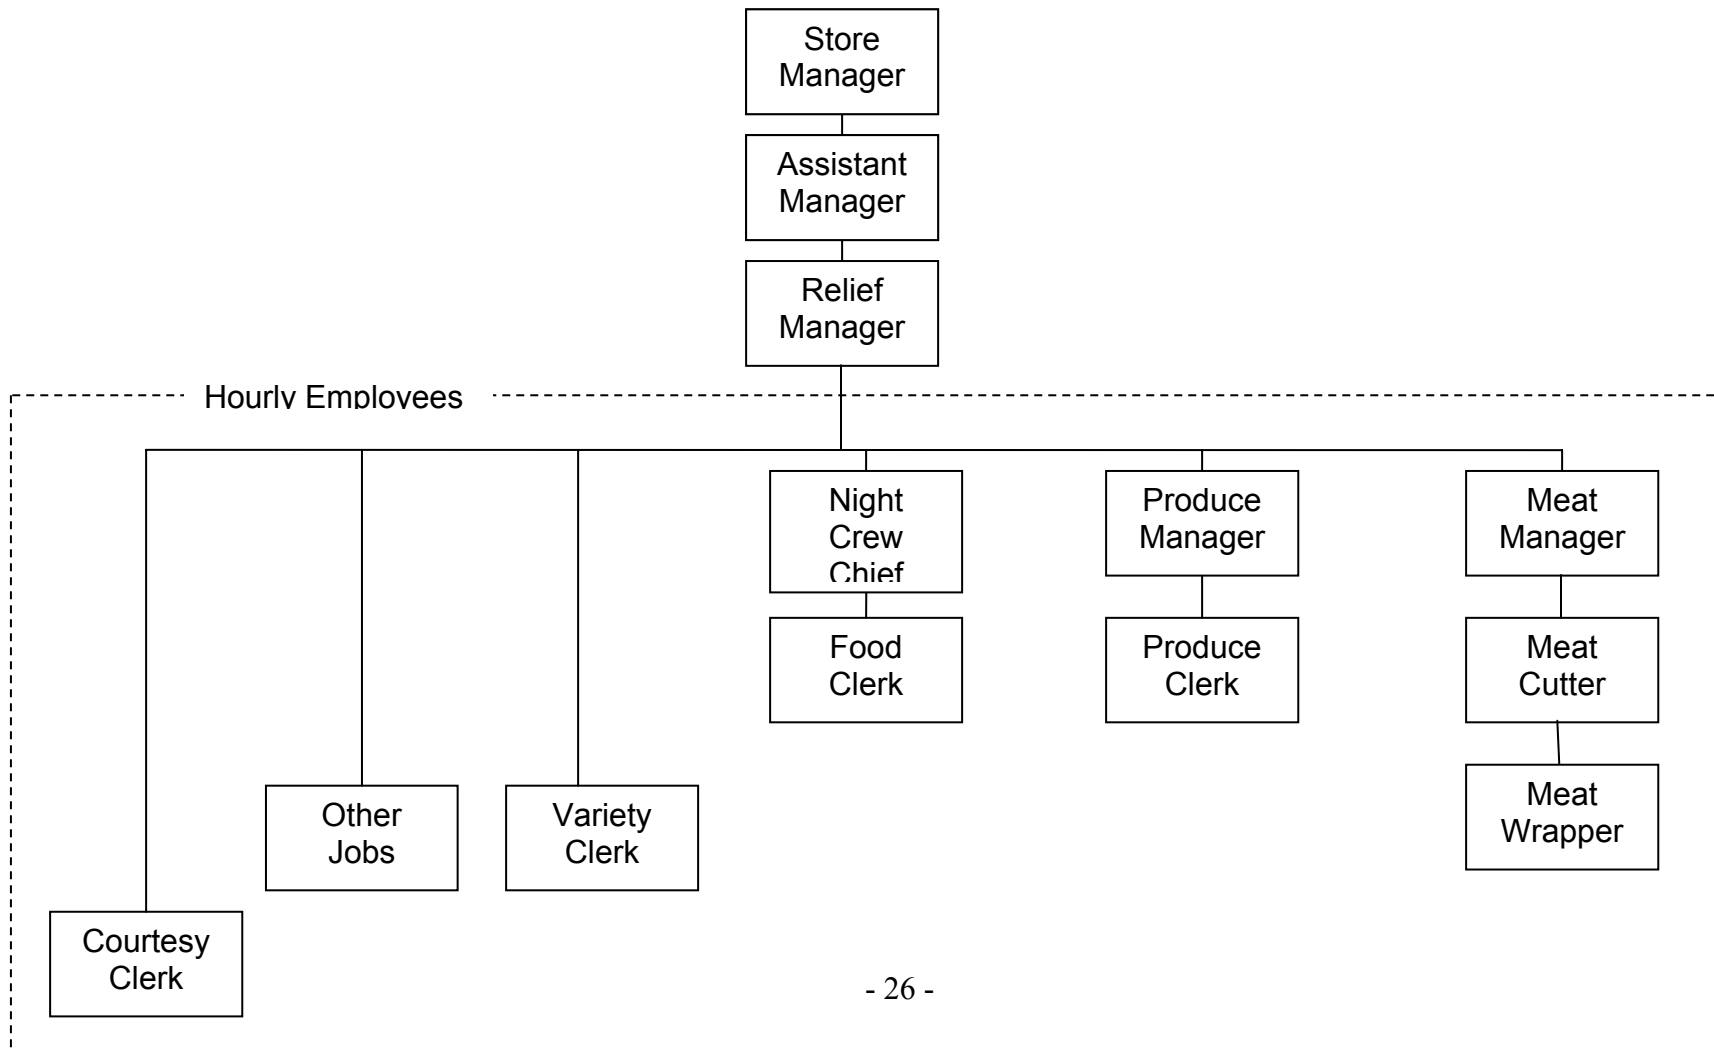 Store
Manager
Assistant
Manager
Relief
Manager
Hourly Employees
Night
Crew
Chief
Produce
Manager
Meat
Manager
Food
Clerk
Produce
Clerk
Meat
Cutter
Other
Jobs
Variety
Clerk
Meat
Wrapper
Courtesy
Clerk
- 26 -